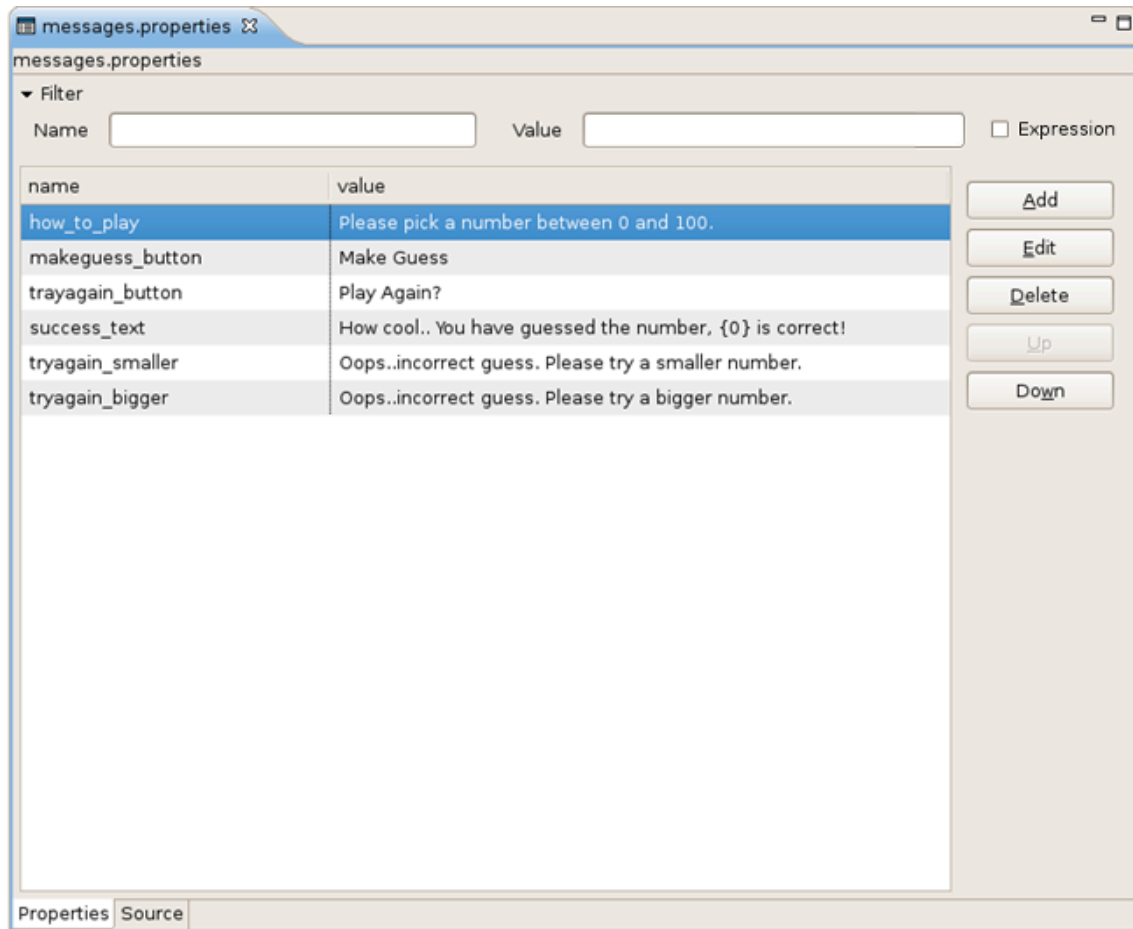 messages.properties
messages.properties
Filter
Name Value Expression
name value
how_to_play Please pick a number between 0 and 100.
makeguess_button Make Guess
trayagain_button Play Again?
success_text How cool.. You have guessed the number, {0} is correct!
tryagain_smaller Oops..incorrect guess. Please try a smaller number.
tryagain_bigger Oops..incorrect guess. Please try a bigger number.
Add
Edit
Delete
Up
Down
Properties Source